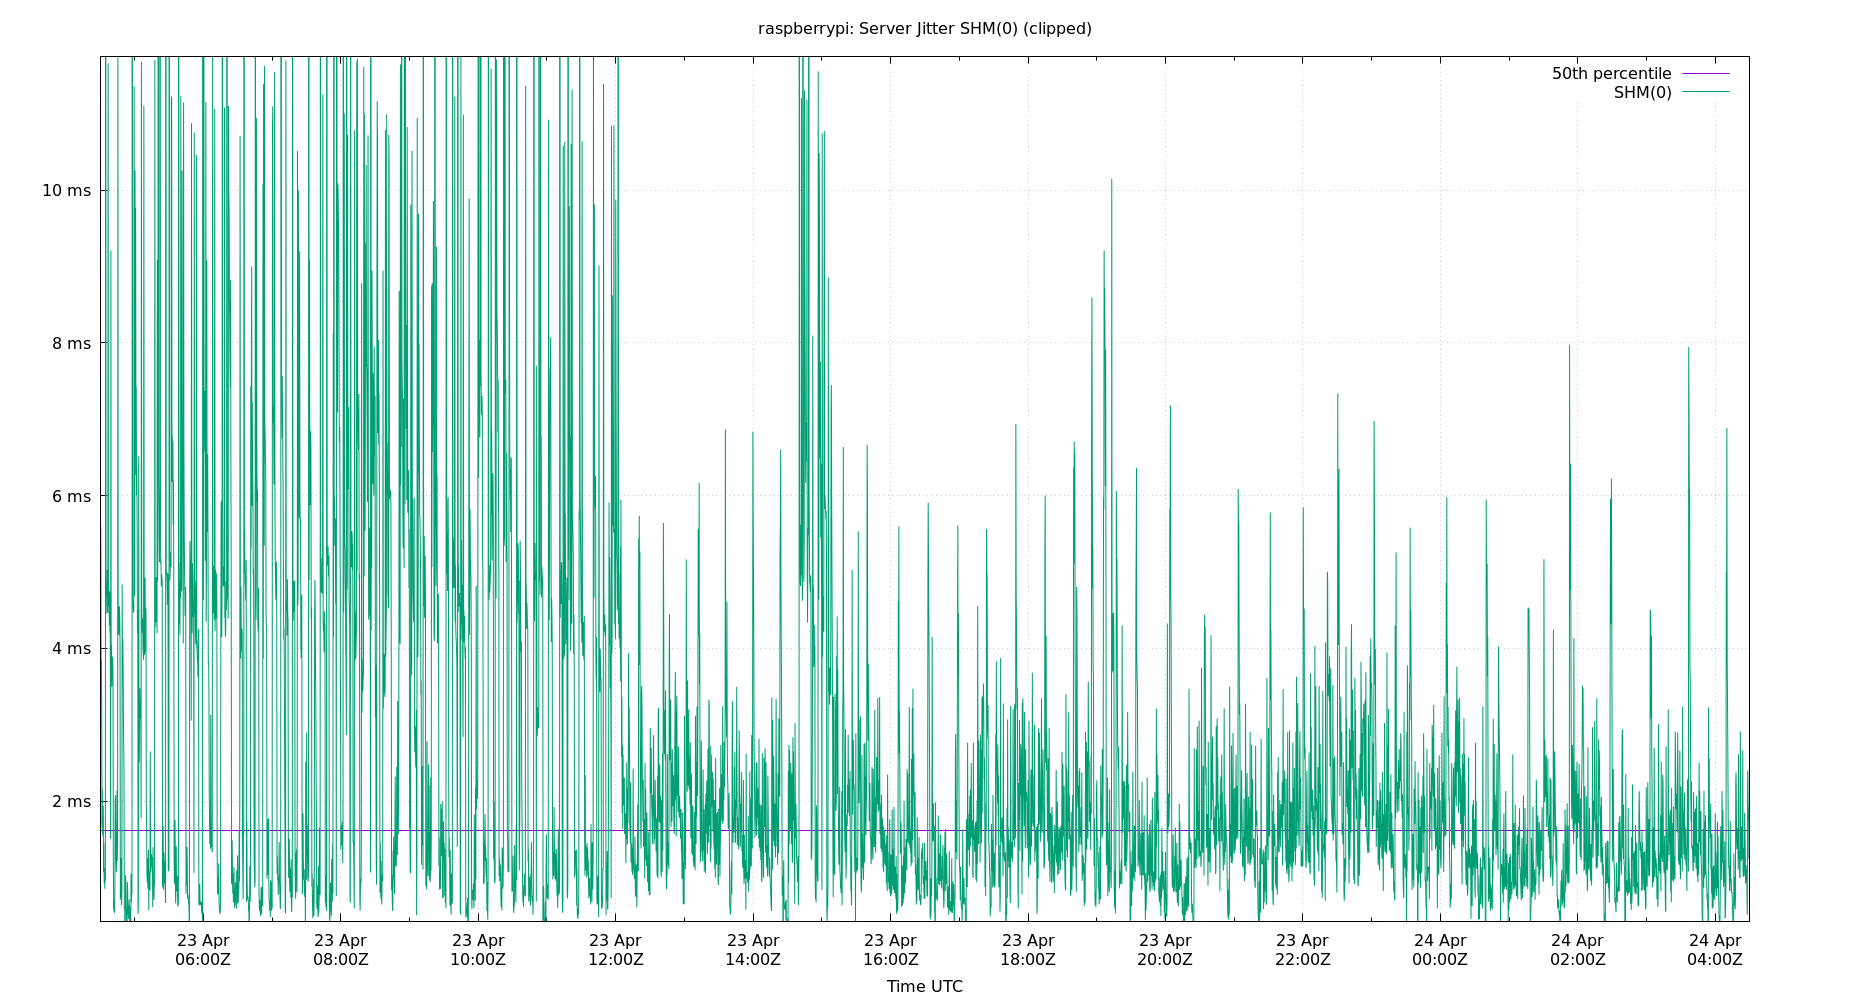 raspberrypi: Server Jitter SHM(0) (clipped)
50th percentile
SHM(0)
10 ms
8 ms
6 ms
4 ms
2 ms
23 Apr 23 Apr 23 Apr 23 Apr 23 Apr 23 Apr 23 Apr 23 Apr 23 Apr 24 Apr 24 Apr 24 Apr
06:00Z 08:00Z 10:00Z 12:00Z 14:00Z 16:00Z 18:00Z 20:00Z 22:00Z 00:00Z 02:00Z 04:00Z
Time UTC